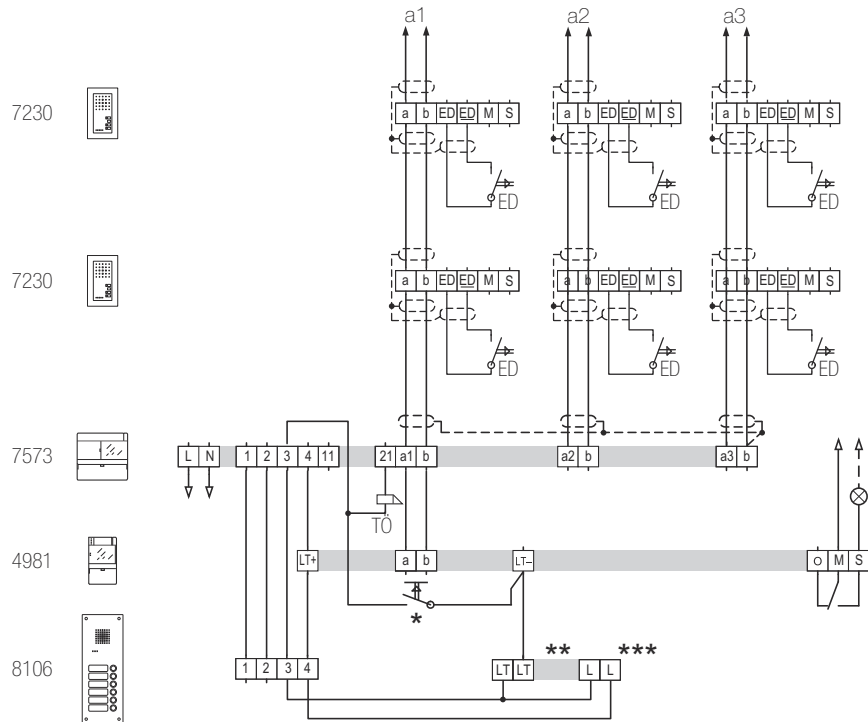 a1 a2 a3
7230
a b ED ED M S a b ED ED M S a b ED ED M S
ED ED ED
7230
a b ED ED M S a b ED ED M S a b ED ED M S
ED ED ED
7573
L N 1 2 3 4 11 21 a1 b a2 b a3 b
TÖ
4981
LT+ a b LT– O M S
*
8106
1 2 3 4 LT LT ** L L ***